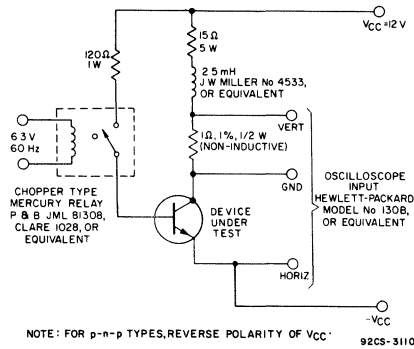 VCC=12 V
120Ω
1W
15Ω
5 W
2.5mH
J W MILLER No 4533,
OR EQUIVALENT
VERT
6.3 V
60 Hz
1Ω, 1%, 1/2 W
(NON-INDUCTIVE)
GND
OSCILLOSCOPE
INPUT
HEWLETT-PACKARD
MODEL No 130B,
OR EQUIVALENT
CHOPPER TYPE
MERCURY RELAY
P & B JML 81308,
CLARE 1028, OR
EQUIVALENT
DEVICE
UNDER
TEST
HORIZ
-VCC
NOTE: FOR p-n-p TYPES, REVERSE POLARITY OF VCC.
92CS-3110